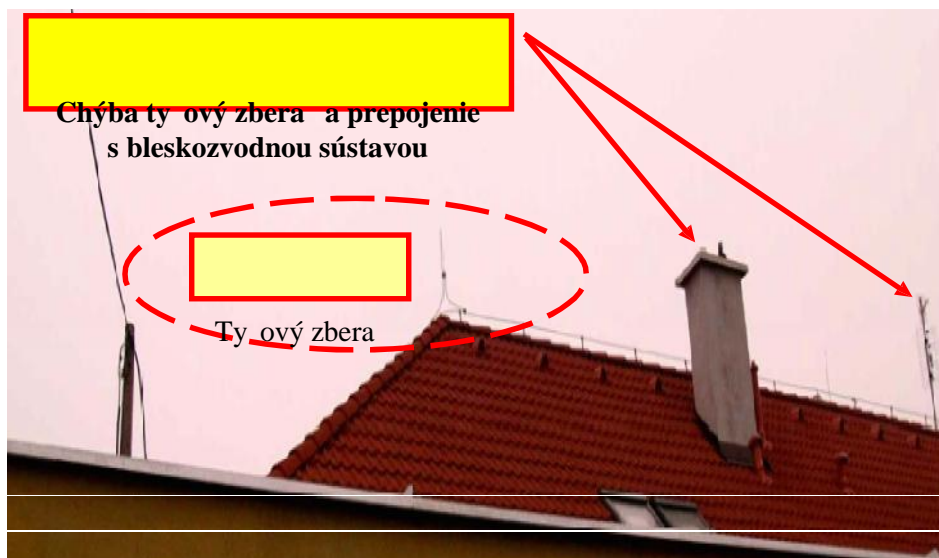 Chýba ty ový zbera a prepojenie
s bleskozvodnou sústavou
Ty ový zbera